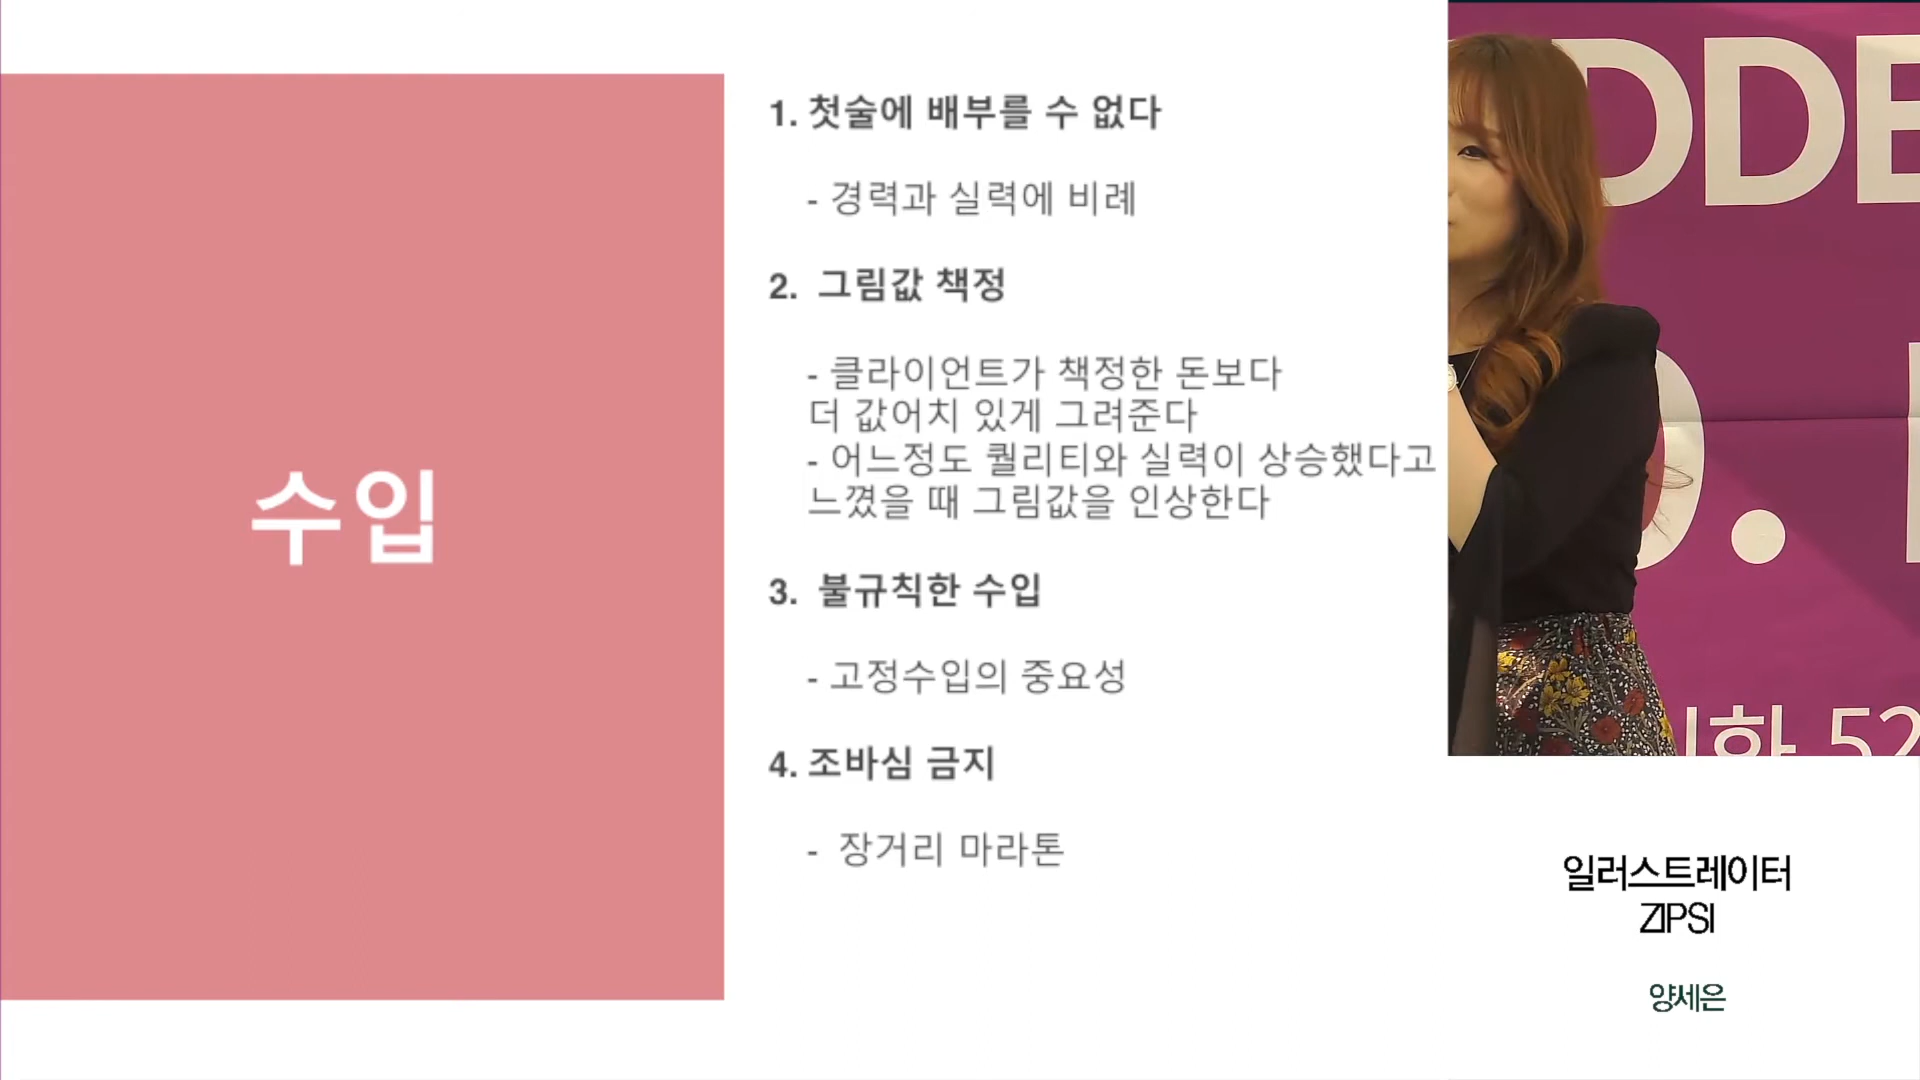 수입
1. 첫술에 배부를 수 없다
- 경력과 실력에 비례
2. 그림값 책정
- 클라이언트가 책정한 돈보다
더 값어치 있게 그려준다
- 어느정도 퀄리티와 실력이 상승했다고
느꼈을 때 그림값을 인상한다
3. 불규칙한 수입
- 고정수입의 중요성
4. 조바심 금지
- 장거리 마라톤
DDE
52
일러스트레이터
ZIPSI
양세은